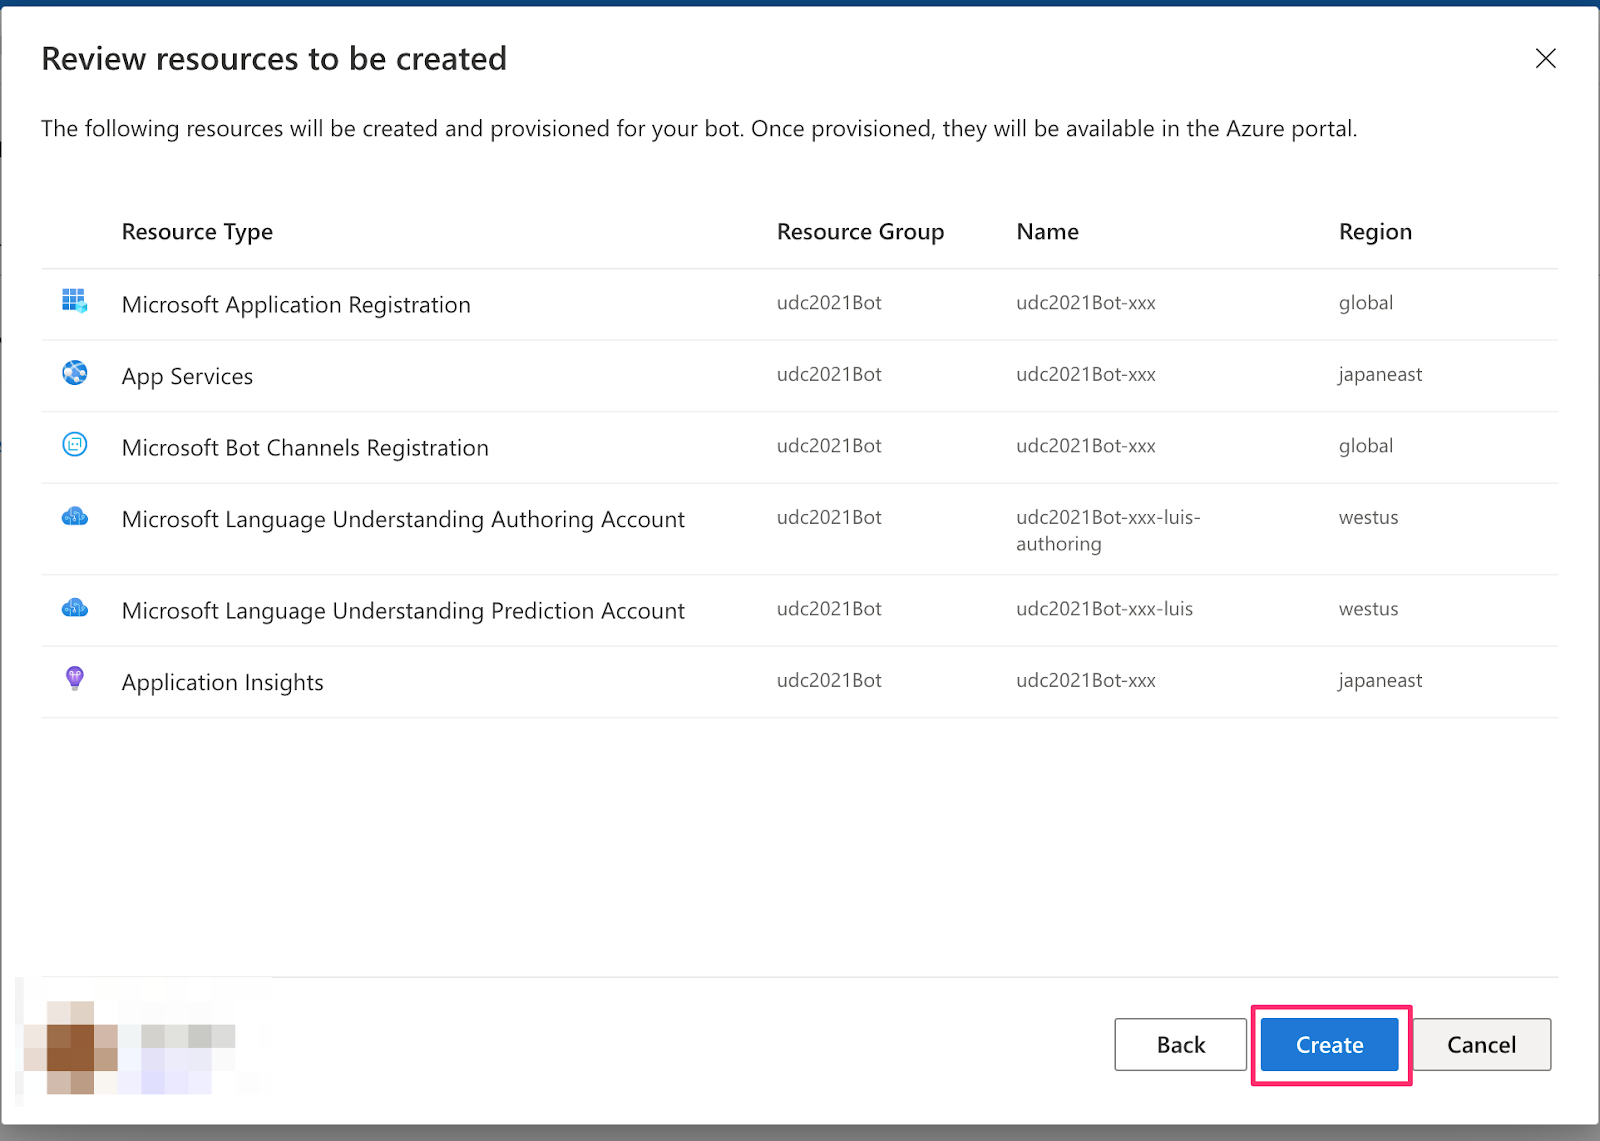 Review resources to be created
The following resources will be created and provisioned for your bot. Once provisioned, they will be available in the Azure portal.
Resource Type Resource Group Name Region
Microsoft Application Registration udc2021Bot udc2021Bot-xxx global
App Services udc2021Bot udc2021Bot-xxx japaneast
Microsoft Bot Channels Registration udc2021Bot udc2021Bot-xxx global
Microsoft Language Understanding Authoring Account udc2021Bot udc2021Bot-xxx-luis- westus
authoring
Microsoft Language Understanding Prediction Account udc2021Bot udc2021Bot-xxx-luis westus
Application Insights udc2021Bot udc2021Bot-xxx japaneast
Back Create Cancel